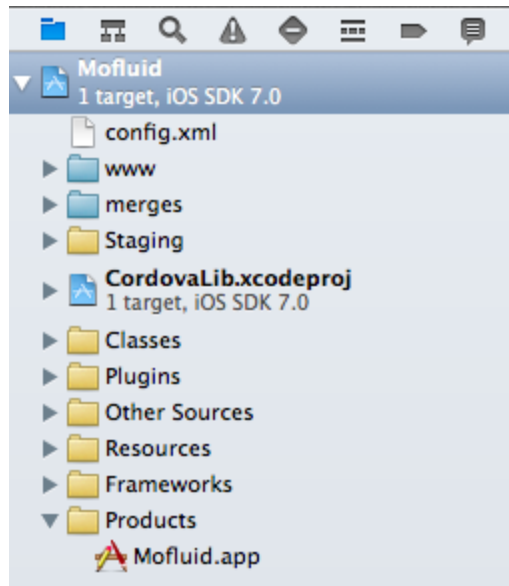 Mofluid
1 target, iOS SDK 7.0
config.xml
www
merges
Staging
CordovaLib.xcodeproj
1 target, iOS SDK 7.0
Classes
Plugins
Other Sources
Resources
Frameworks
Products
Mofluid.app